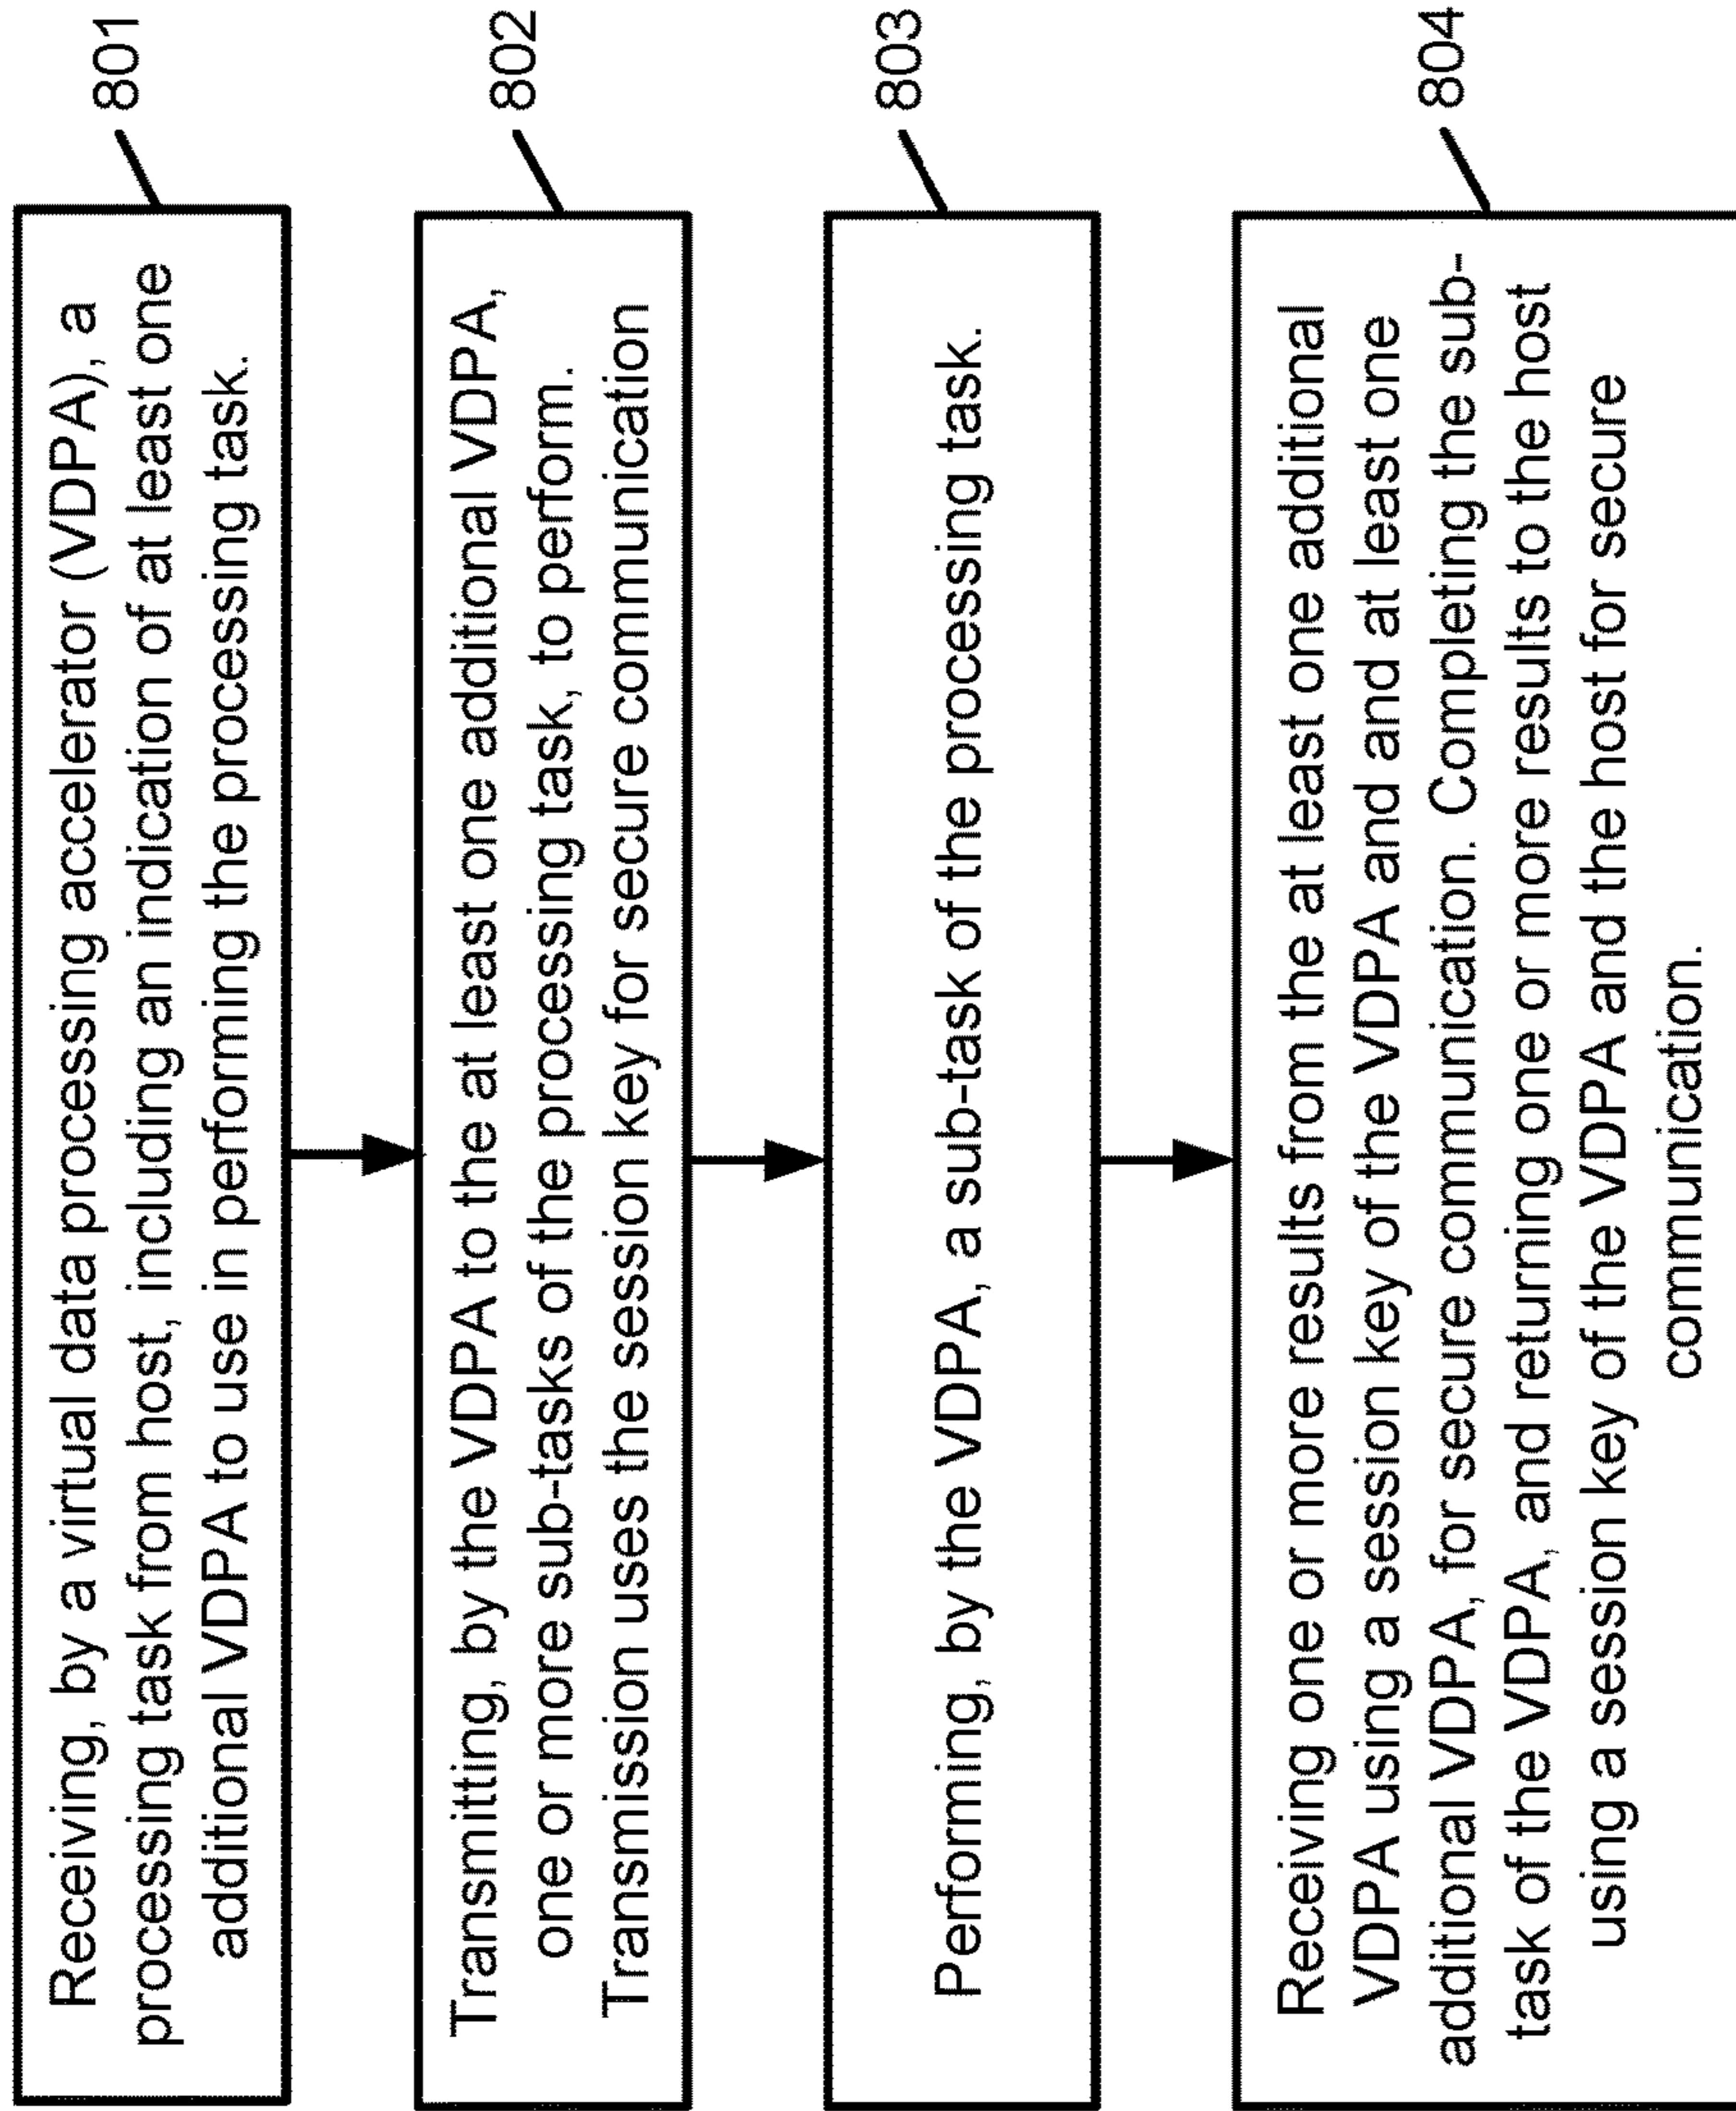 Receiving, by a virtual data processing accelerator (VDPA), a
processing task from host, including an indication of at least one
additional VDPA to use in performing the processing task.
801
Transmitting, by the VDPA to the at least one additional VDPA,
one or more sub-tasks of the processing task, to perform.
Transmission uses the session key for secure communication
802
Performing, by the VDPA, a sub-task of the processing task.
803
Receiving one or more results from the at least one additional
VDPA using a session key of the VDPA and and at least one
additional VDPA, for secure communication. Completing the sub-
task of the VDPA, and returning one or more results to the host
using a session key of the VDPA and the host for secure
communication.
804